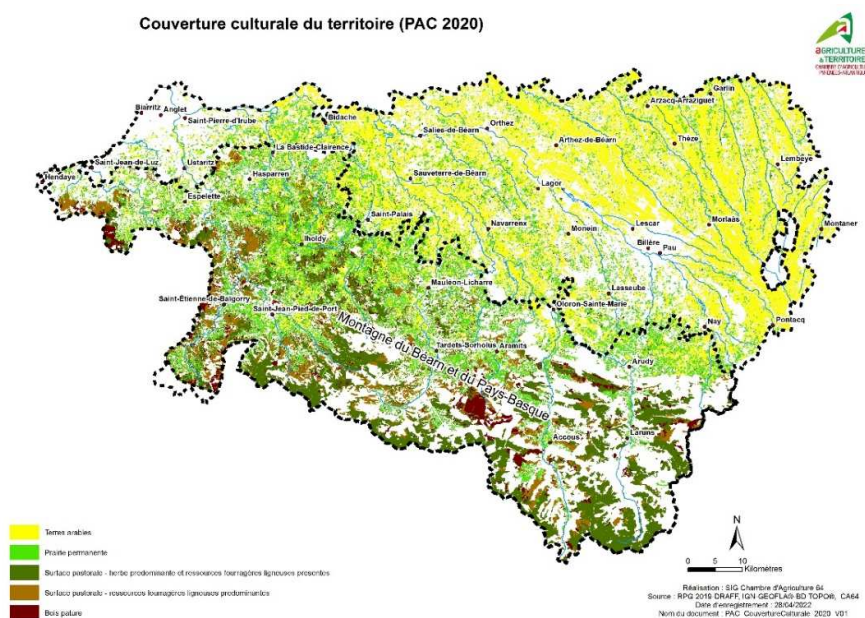 Couverture culturale du territoire (PAC 2020)
AGRICULTURE
& TERRITOIRE
Garlin
Arzacq-Arraziguet
Biarritz
Anglet
Saint-Pierre-d'Irube
Bidache
Orthez
Salies-de-Béarn
Arthez-de-Béarn
Thèze
La Bastide-Clairence
Lembeye
Saint-Jean-de-Luz
Ustaritz
Hendaye
Hasparren
Sauveterre-de-Béarn
Lagor
Espelette
Saint-Palais
Navarrenx
Monein
Lescar
Morlaàs
Montaner
Iholdy
Billère
Pau
Mauleon-Licharre
Lasseube
Saint-Étienne-de-Baïgorry
Oloron-Sainte-Marie
Saint-Jean-Pied-de-Port
Nay
Pontacq
Montagne du Béarn et du Pays-Basque
Tardets-Sorholus
Aramits
Arudy
Accous
Laruns
Terres arables
Prairie permanente
Surface pastorale - herbe prédominante et ressources fourragères ligneuses présentes
Surface pastorale - ressources fourragères ligneuses prédominantes
Bois pature
N
0 5 10
Kilomètres
Réalisation : SIG Chambre d'Agriculture 64
Source : RPG 2019 DRAFF, IGN GEOFLA® BD TOPO®, CA64
Date d'enregistrement : 28/04/2022
Nom du document : PAC_CouvertureCulturale_2020_V01